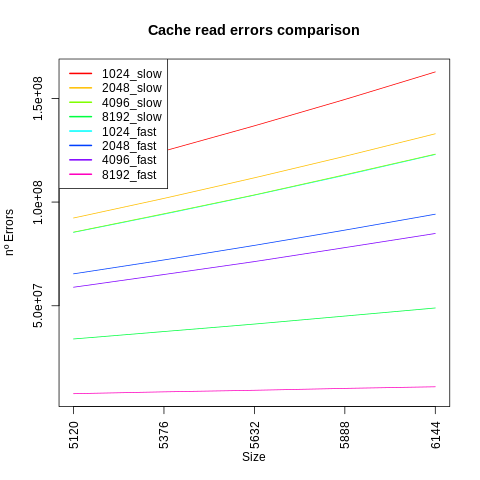 Cache read errors comparison
1024_slow
2048_slow
4096_slow
8192_slow
1024_fast
2048_fast
4096_fast
8192_fast
1.5e+08
1.0e+08
5.0e+07
nº Errors
5120
5376
5632
5888
6144
Size